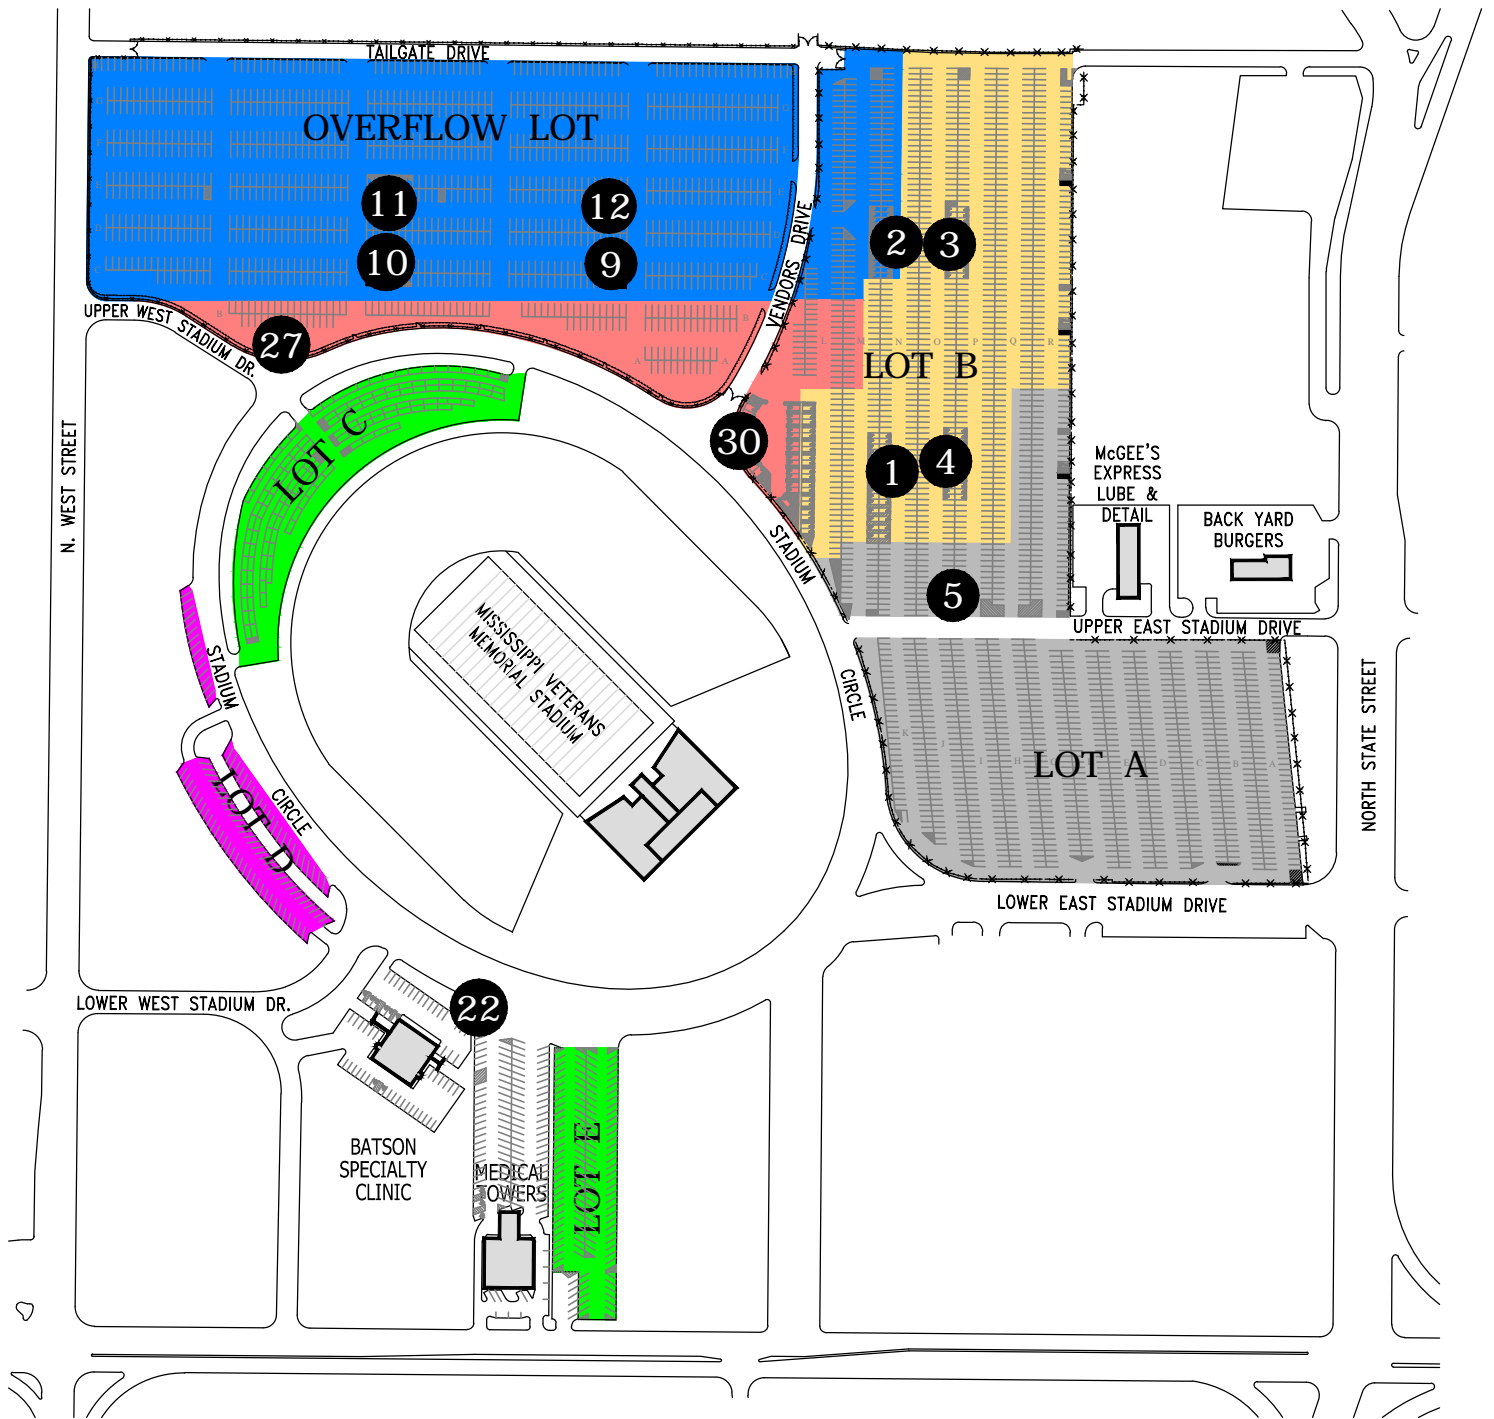 TAILGATE DRIVE
OVERFLOW LOT
11
12
10
9
2
3
VENDORS DRIVE
UPPER WEST STADIUM DR.
27
L M N O P Q R
LOT B
LOT C
30
1
4
N. WEST STREET
McGEE'S
EXPRESS
LUBE &
DETAIL
BACK YARD
BURGERS
STADIUM
5
MISSISSIPPI VETERANS
MEMORIAL STADIUM
UPPER EAST STADIUM DRIVE
STADIUM
CIRCLE
CIRCLE
K J I H D C B A
LOT A
NORTH STATE STREET
LOT D
LOWER EAST STADIUM DRIVE
LOWER WEST STADIUM DR.
22
BATSON
SPECIALTY
CLINIC
MEDICAL
TOWERS
LOT E